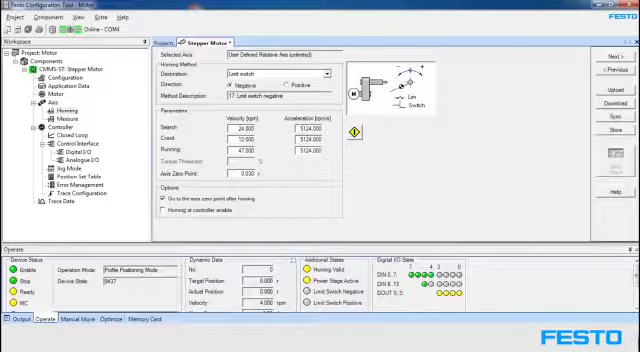 Festo Configuration Tool - Motor
Project Component View Extra Help
FESTO
Online - COM4
Workspace
Project: Motor
Components
CMMS-ST: Stepper Motor
Configuration
Application Data
Motor
Axis
Homing
Measure
Controller
Closed Loop
Control Interface
Digital I/O
Analogue I/O
Jog Mode
Position Set Table
Error Management
Trace Configuration
Trace Data
Projects Stepper Motor *
Selected Axis User Defined Rotative Axis (unlimited)
Homing Method
Destination: Limit switch
Direction: Negative Positive
Method Description: 17: Limit switch negative
Parameters
Velocity [rpm] Acceleration [rpm/s]
Search 24.000 5124.000
Crawl 12.000 5124.000
Running: 47.000 5124.000
Torque Threshold: %
Axis Zero Point: 0.030 r
Options
Go to the axis zero point after homing
Homing at controller enable
- +
M
Lim
Switch
Next >
< Previous
Upload
Download
Sync
Store
Help
Operate
Device Status
Enable
Stop
Ready
MC
Operation Mode: Profile Positioning Mode
Device State: 8437
Dynamic Data
No. 0
Target Position: 0.000 r
Actual Position: 0.000 r
Velocity: 4.000 rpm
Additional States
Homing Valid
Power Stage Active
Limit Switch Negative
Limit Switch Positive
Digital I/O State
7 4 3 0
DIN 0..7:
DIN 8..13
DOUT 0..3:
Output Operate Manual Move Optimize Memory Card
FESTO